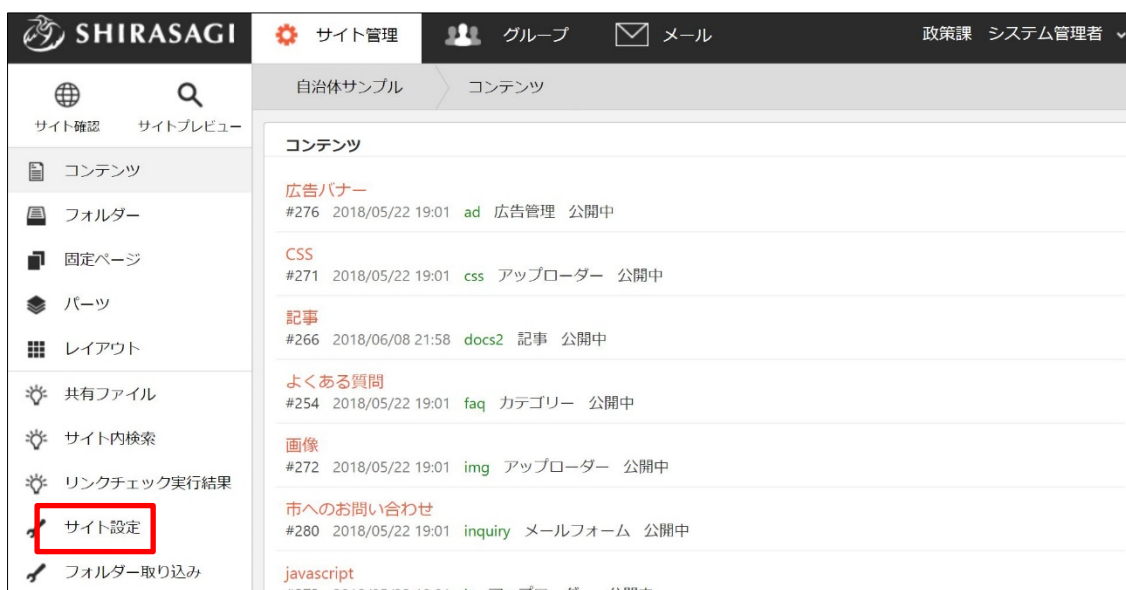 SHIRASAGI
サイト管理 グループ メール 政策課 システム管理者
サイト確認 サイトプレビュー
自治体サンプル コンテンツ
コンテンツ
フォルダー
固定ページ
パーツ
レイアウト
共有ファイル
サイト内検索
リンクチェック実行結果
サイト設定
フォルダー取り込み
コンテンツ
広告バナー
#276 2018/05/22 19:01 ad 広告管理 公開中
CSS
#271 2018/05/22 19:01 css アップローダー 公開中
記事
#266 2018/06/08 21:58 docs2 記事 公開中
よくある質問
#254 2018/05/22 19:01 faq カテゴリー 公開中
画像
#272 2018/05/22 19:01 img アップローダー 公開中
市へのお問い合わせ
#280 2018/05/22 19:01 inquiry メールフォーム 公開中
javascript